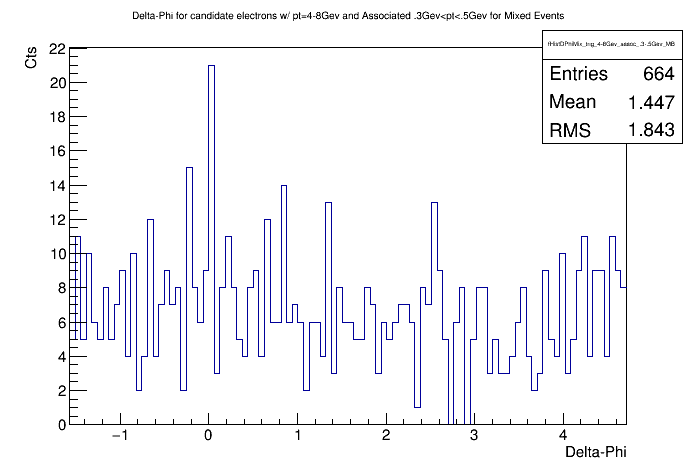 Delta-Phi for candidate electrons w/ pt=4-8Gev and Associated .3Gev<pt<.5Gev for Mixed Events
fHistDPhiMix_trig_4-8Gev_assoc_.3-.5Gev_MB
Entries 664
Mean 1.447
RMS 1.843
Cts
22
20
18
16
14
12
10
8
6
4
2
0
−1 0 1 2 3 4
Delta-Phi